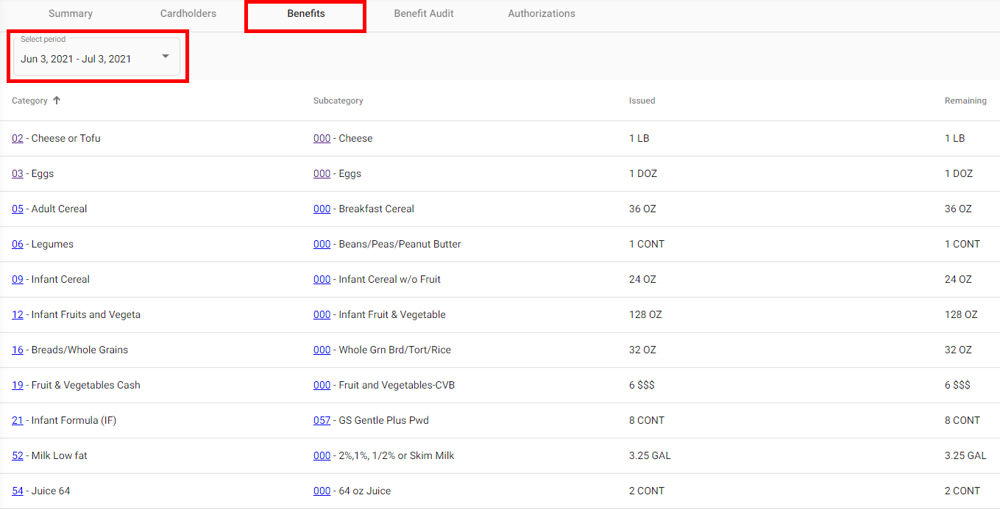 Summary Cardholders Benefits Benefit Audit Authorizations
Select period
Jun 3, 2021 - Jul 3, 2021
Category Subcategory Issued Remaining
02 - Cheese or Tofu 000 - Cheese 1 LB 1 LB
03 - Eggs 000 - Eggs 1 DOZ 1 DOZ
05 - Adult Cereal 000 - Breakfast Cereal 36 OZ 36 OZ
06 - Legumes 000 - Beans/Peas/Peanut Butter 1 CONT 1 CONT
09 - Infant Cereal 000 - Infant Cereal w/o Fruit 24 OZ 24 OZ
12 - Infant Fruits and Vegeta 000 - Infant Fruit & Vegetable 128 OZ 128 OZ
16 - Breads/Whole Grains 000 - Whole Grn Brd/Tort/Rice 32 OZ 32 OZ
19 - Fruit & Vegetables Cash 000 - Fruit and Vegetables-CVB 6 $$$ 6 $$$
21 - Infant Formula (IF) 057 - GS Gentle Plus Pwd 8 CONT 8 CONT
52 - Milk Low fat 000 - 2%,1%, 1/2% or Skim Milk 3.25 GAL 3.25 GAL
54 - Juice 64 000 - 64 oz Juice 2 CONT 2 CONT